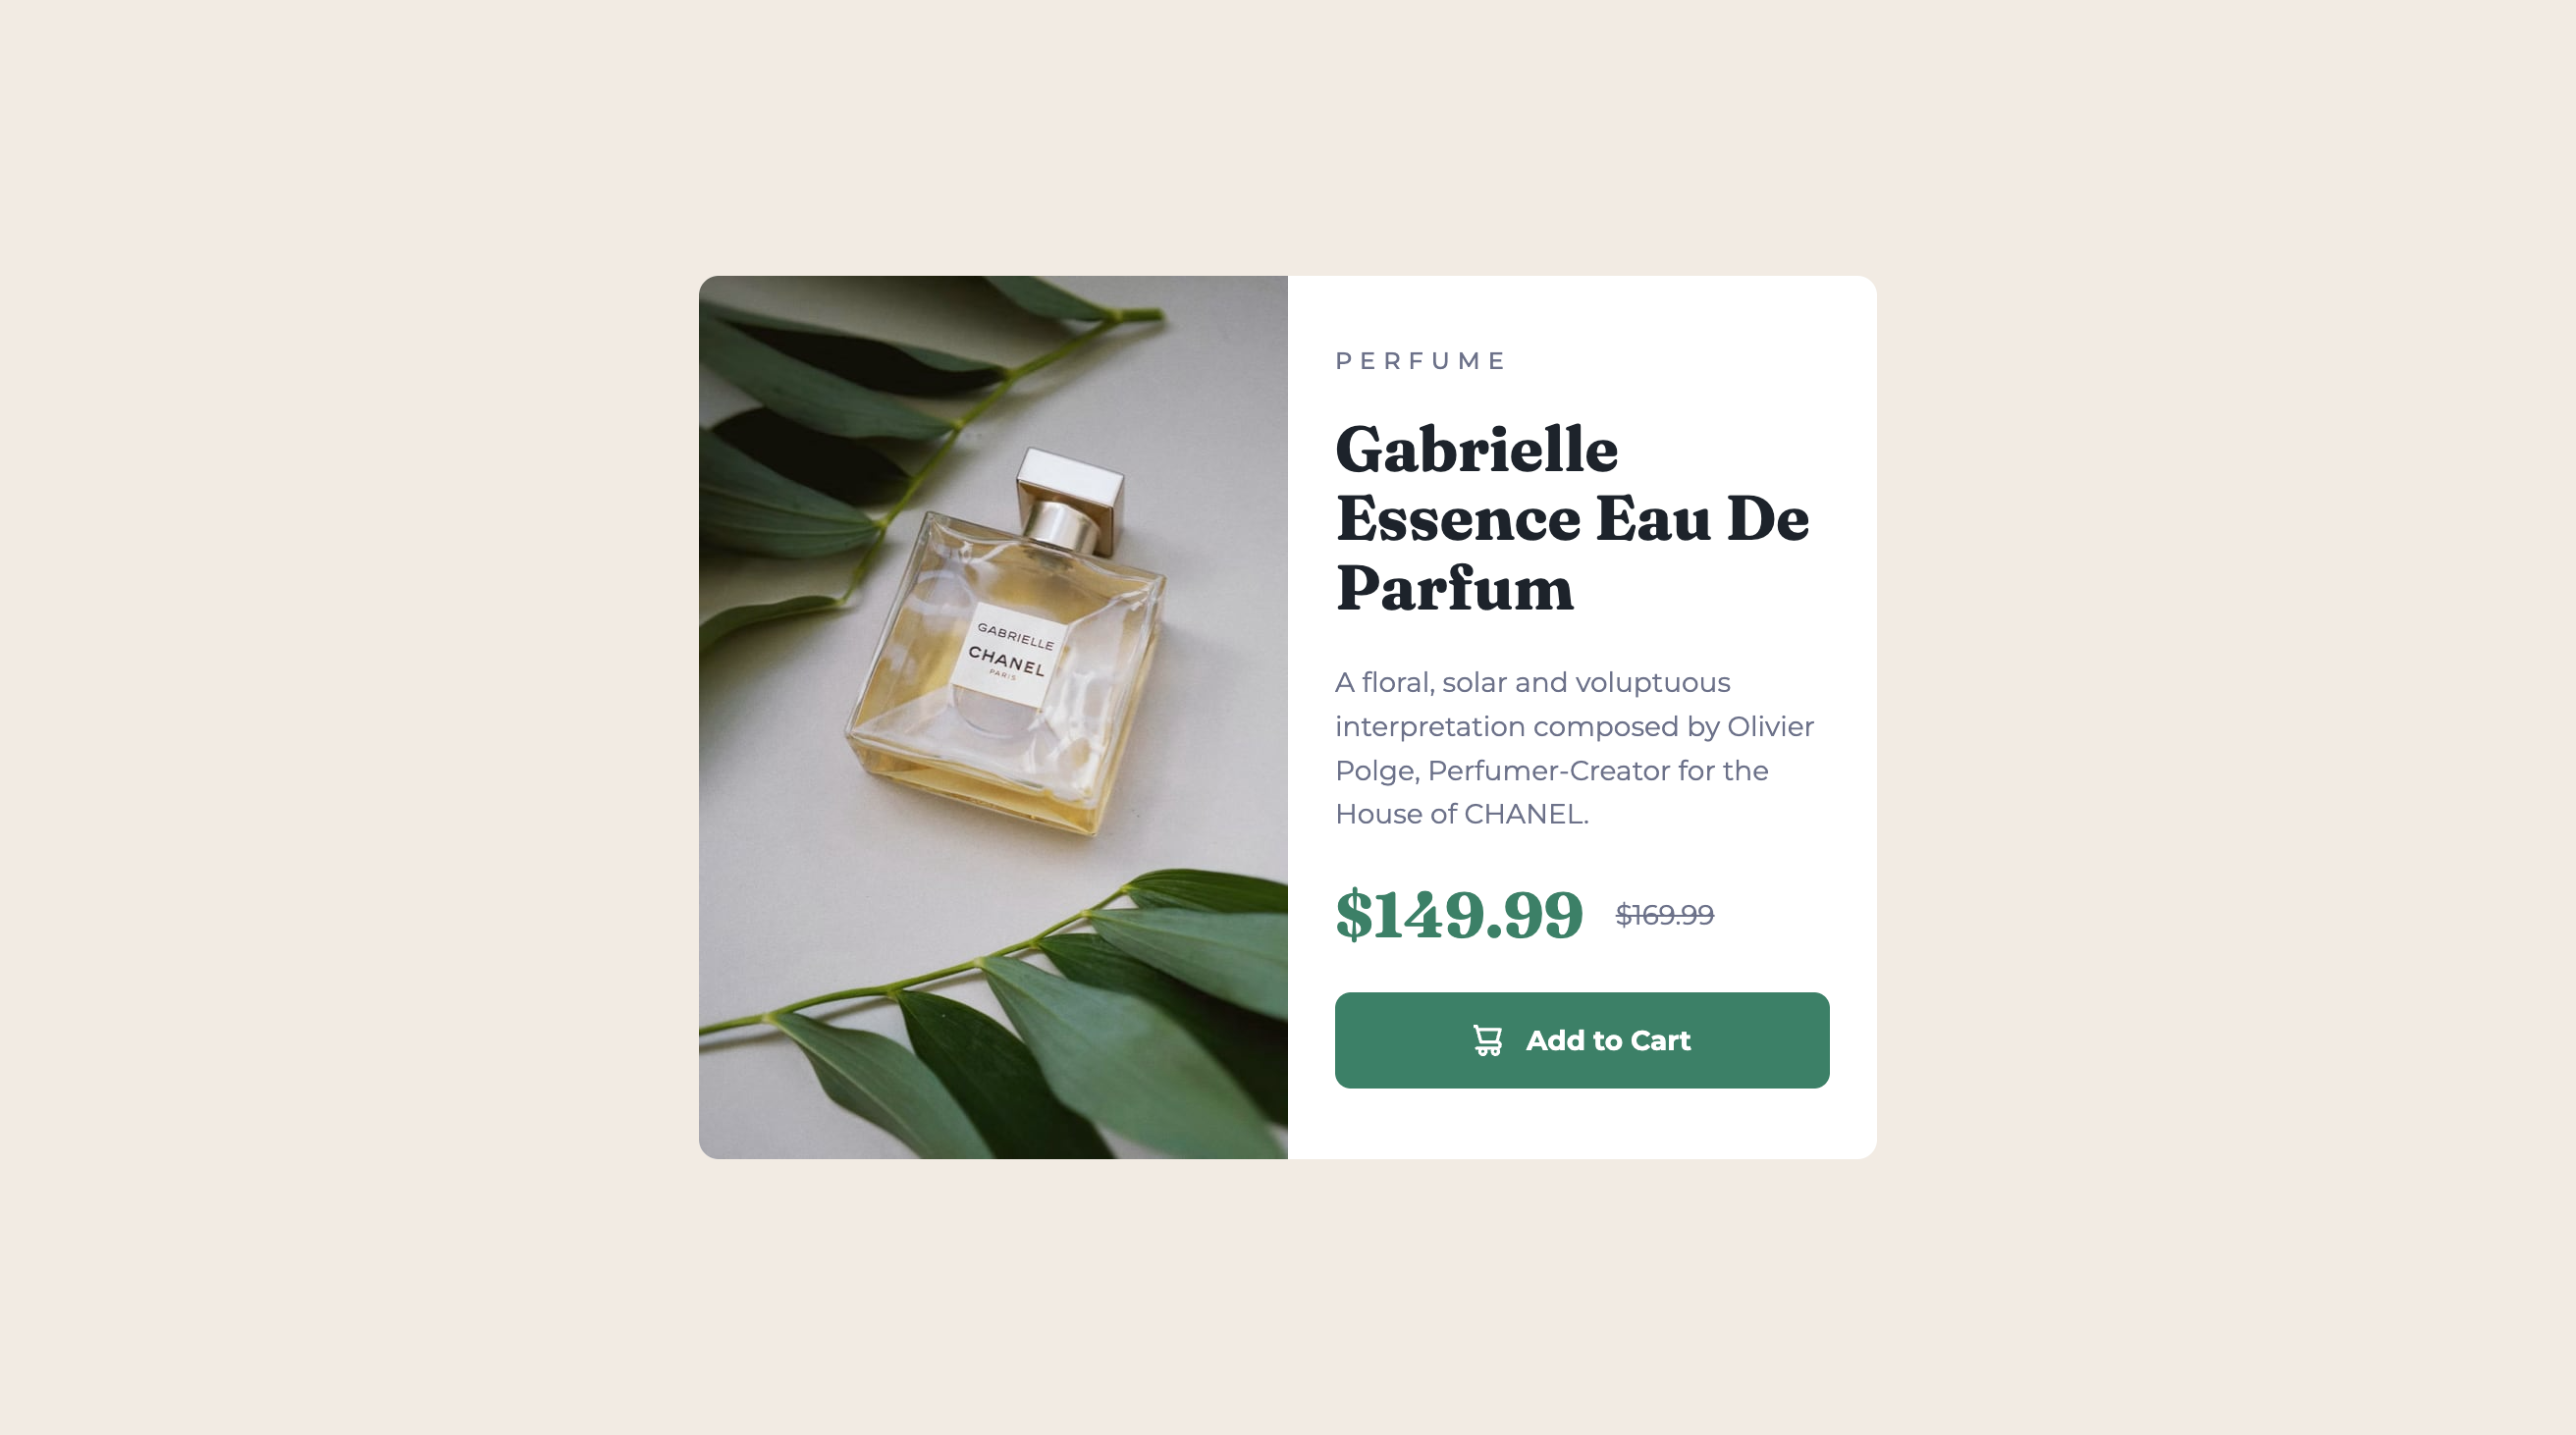 GABRIELLE
CHANEL
PARIS
PERFUME
Gabrielle
Essence Eau De
Parfum
A floral, solar and voluptuous
interpretation composed by Olivier
Polge, Perfumer-Creator for the
House of CHANEL.
$149.99 $169.99
Add to Cart